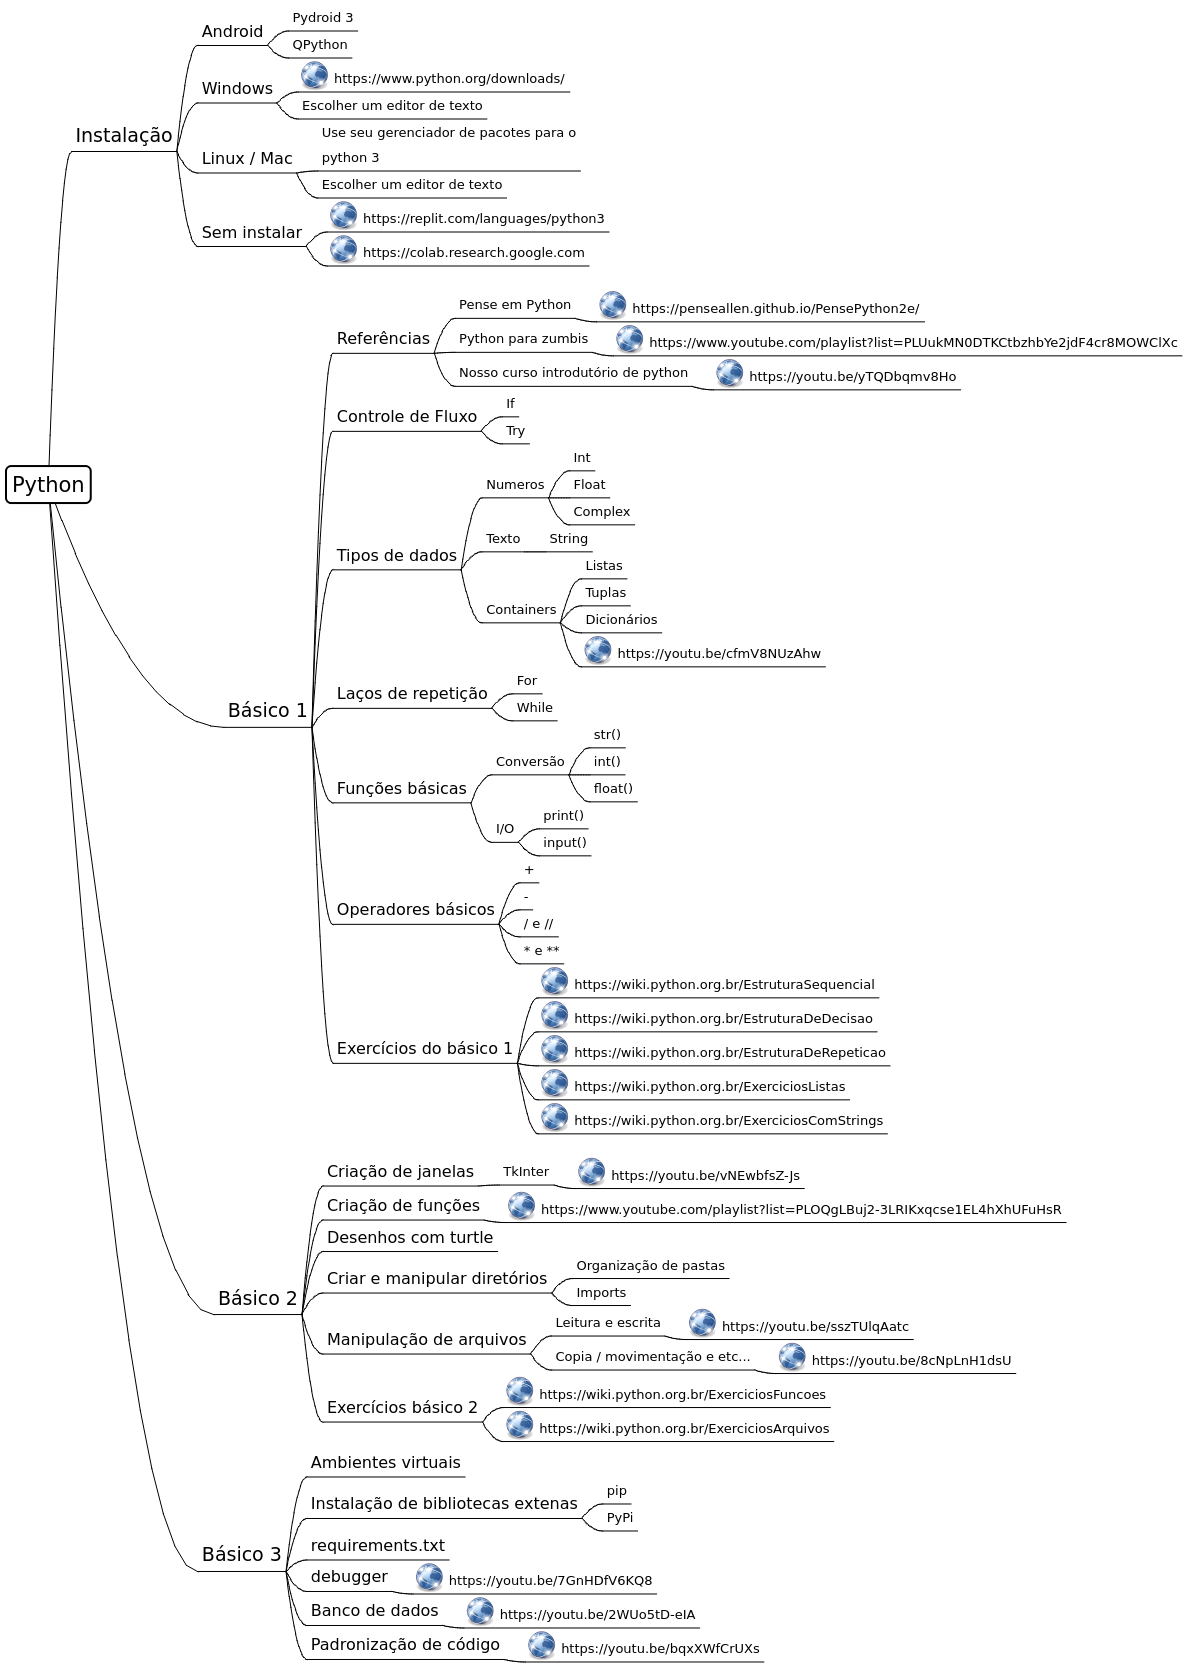 Python
Instalação
Android
Pydroid 3
QPython
Windows
https://www.python.org/downloads/
Escolher um editor de texto
Linux / Mac
Use seu gerenciador de pacotes para o
python 3
Escolher um editor de texto
Sem instalar
https://replit.com/languages/python3
https://colab.research.google.com
Básico 1
Referências
Pense em Python
https://penseallen.github.io/PensePython2e/
Python para zumbis
https://www.youtube.com/playlist?list=PLUukMN0DTKCtbzhbYe2jdF4cr8MOWClXc
Nosso curso introdutório de python
https://youtu.be/yTQDbqmv8Ho
Controle de Fluxo
If
Try
Tipos de dados
Numeros
Int
Float
Complex
Texto
String
Containers
Listas
Tuplas
Dicionários
https://youtu.be/cfmV8NUzAhw
Laços de repetição
For
While
Funções básicas
Conversão
str()
int()
float()
I/O
print()
input()
Operadores básicos
+
-
/ e //
* e **
Exercícios do básico 1
https://wiki.python.org.br/EstruturaSequencial
https://wiki.python.org.br/EstruturaDeDecisao
https://wiki.python.org.br/EstruturaDeRepeticao
https://wiki.python.org.br/ExerciciosListas
https://wiki.python.org.br/ExerciciosComStrings
Básico 2
Criação de janelas
TkInter
https://youtu.be/vNEwbfsZ-Js
Criação de funções
https://www.youtube.com/playlist?list=PLOQgLBuj2-3LRIKxqcse1EL4hXhUFuHsR
Desenhos com turtle
Criar e manipular diretórios
Organização de pastas
Imports
Manipulação de arquivos
Leitura e escrita
https://youtu.be/sszTUlqAatc
Copia / movimentação e etc...
https://youtu.be/8cNpLnH1dsU
Exercícios básico 2
https://wiki.python.org.br/ExerciciosFuncoes
https://wiki.python.org.br/ExerciciosArquivos
Básico 3
Ambientes virtuais
Instalação de bibliotecas extenas
pip
PyPi
requirements.txt
debugger
https://youtu.be/7GnHDfV6KQ8
Banco de dados
https://youtu.be/2WUo5tD-eIA
Padronização de código
https://youtu.be/bqxXWfCrUXs